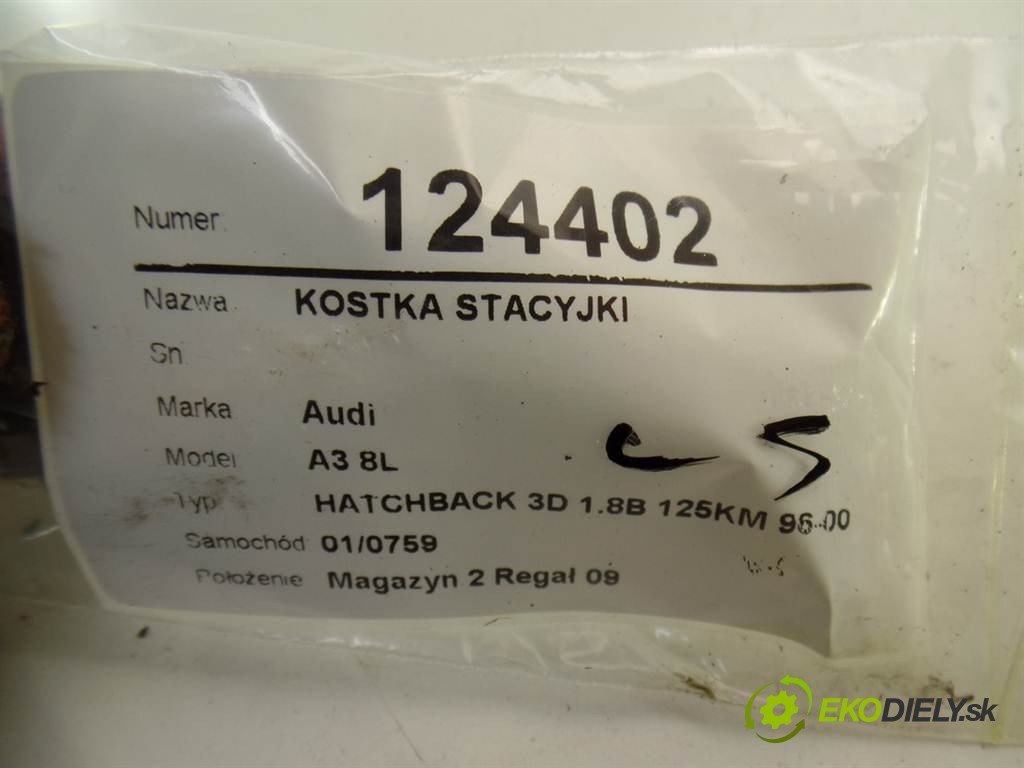 Numer 124402
Nazwa KOSTKA STACYJKI
Sn
Marka Audi
Model A3 8L
Typ HATCHBACK 3D 1.8B 125KM 96-00
Samochód 01/0759
Położenie Magazyn 2 Regał 09
EKODIELY.sk